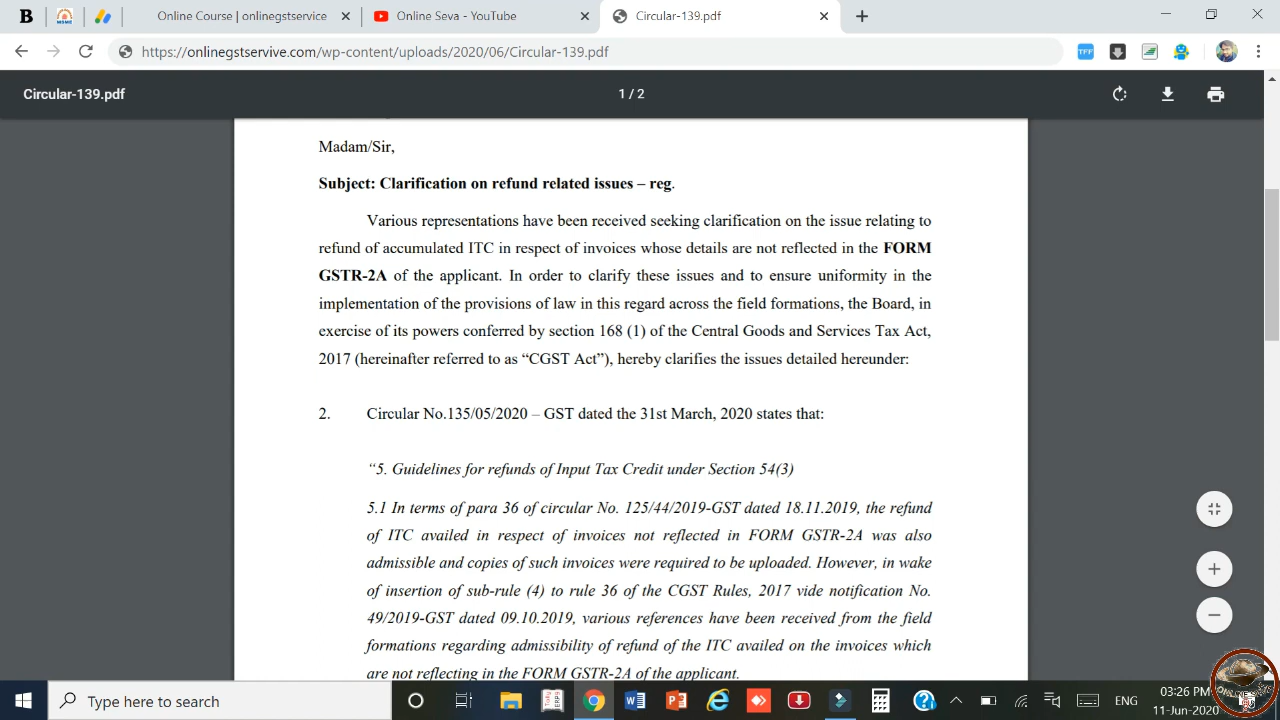 B
MSME
Online Course | onlinegstservice
Online Seva - YouTube
Circular-139.pdf
https://onlinegstservive.com/wp-content/uploads/2020/06/Circular-139.pdf
TFF
Circular-139.pdf
1 / 2
Madam/Sir,
Subject: Clarification on refund related issues – reg.
Various representations have been received seeking clarification on the issue relating to
refund of accumulated ITC in respect of invoices whose details are not reflected in the FORM
GSTR-2A of the applicant. In order to clarify these issues and to ensure uniformity in the
implementation of the provisions of law in this regard across the field formations, the Board, in
exercise of its powers conferred by section 168 (1) of the Central Goods and Services Tax Act,
2017 (hereinafter referred to as “CGST Act”), hereby clarifies the issues detailed hereunder:
2. Circular No.135/05/2020 – GST dated the 31st March, 2020 states that:
“5. Guidelines for refunds of Input Tax Credit under Section 54(3)
5.1 In terms of para 36 of circular No. 125/44/2019-GST dated 18.11.2019, the refund
of ITC availed in respect of invoices not reflected in FORM GSTR-2A was also
admissible and copies of such invoices were required to be uploaded. However, in wake
of insertion of sub-rule (4) to rule 36 of the CGST Rules, 2017 vide notification No.
49/2019-GST dated 09.10.2019, various references have been received from the field
formations regarding admissibility of refund of the ITC availed on the invoices which
are not reflecting in the FORM GSTR-2A of the applicant.
Type here to search
ENG
03:26 PM
11-Jun-2020